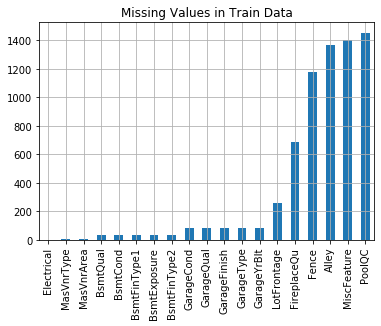 Missing Values in Train Data
1400
1200
1000
800
600
400
200
0
Electrical
MasVnrType
MasVnrArea
BsmtQual
BsmtCond
BsmtFinType1
BsmtExposure
BsmtFinType2
GarageCond
GarageQual
GarageFinish
GarageType
GarageYrBlt
LotFrontage
FireplaceQu
Fence
Alley
MiscFeature
PoolQC